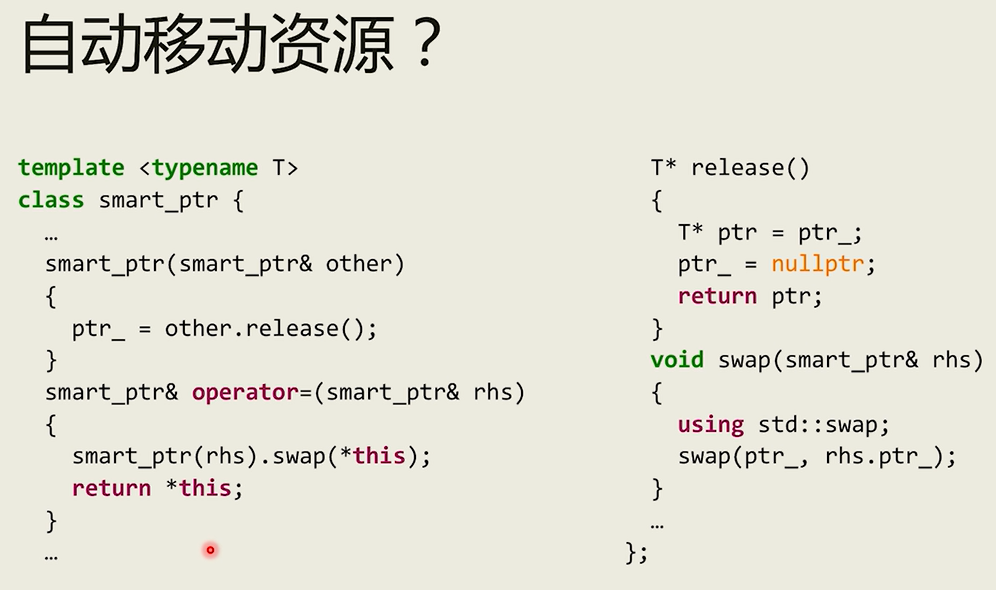 自动移动资源？
template <typename T>
class smart_ptr {
  …
  smart_ptr(smart_ptr& other)
  {
    ptr_ = other.release();
  }
  smart_ptr& operator=(smart_ptr& rhs)
  {
    smart_ptr(rhs).swap(*this);
    return *this;
  }
  …
  T* release()
  {
    T* ptr = ptr_;
    ptr_ = nullptr;
    return ptr;
  }
  void swap(smart_ptr& rhs)
  {
    using std::swap;
    swap(ptr_, rhs.ptr_);
  }
  …
};